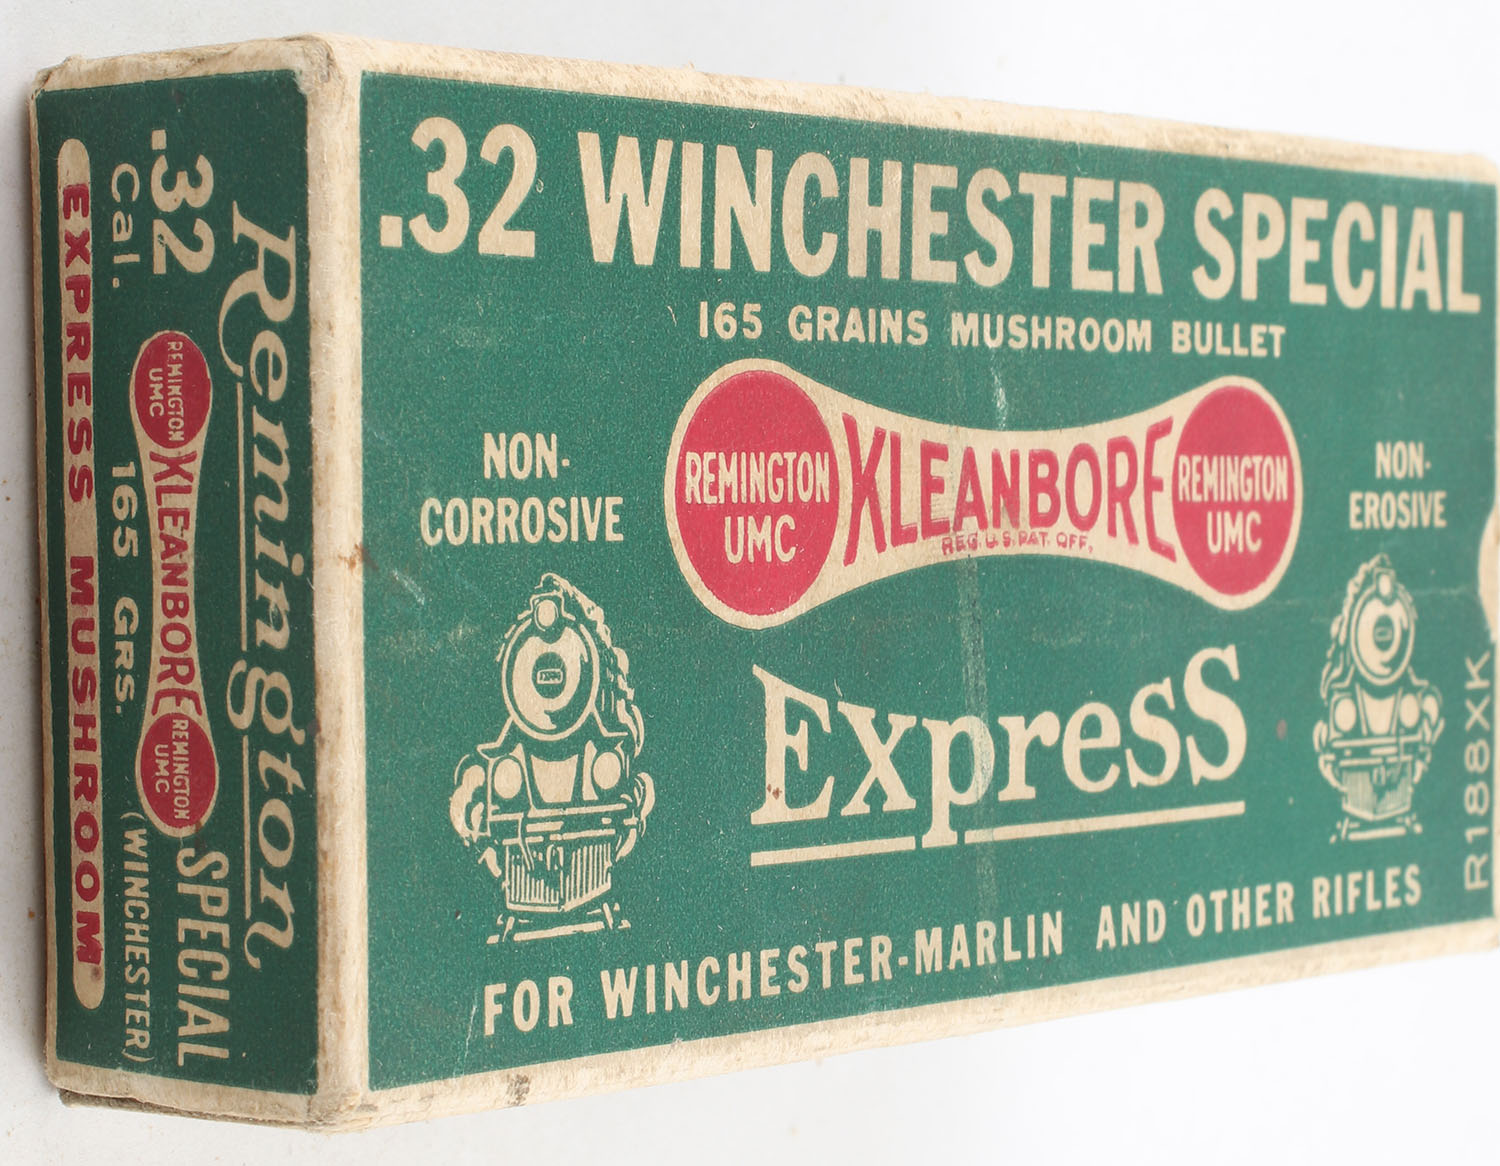 .32 WINCHESTER SPECIAL
165 GRAINS MUSHROOM BULLET
NON-
CORROSIVE
REMINGTON
UMC
KLEANBORE
REG. U.S. PAT. OFF.
REMINGTON
UMC
NON-
EROSIVE
Express
FOR WINCHESTER-MARLIN AND OTHER RIFLES
R188XK
Remington
.32
REMINGTON
UMC
KLEANBORE
REMINGTON
UMC
SPECIAL
Cal.
165 GRS.
(WINCHESTER)
EXPRESS MUSHROOM